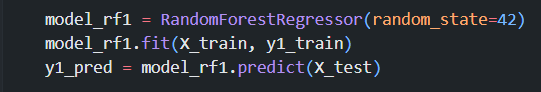 model_rf1 = RandomForestRegressor(random_state=42)
model_rf1.fit(X_train, y1_train)
y1_pred = model_rf1.predict(X_test)